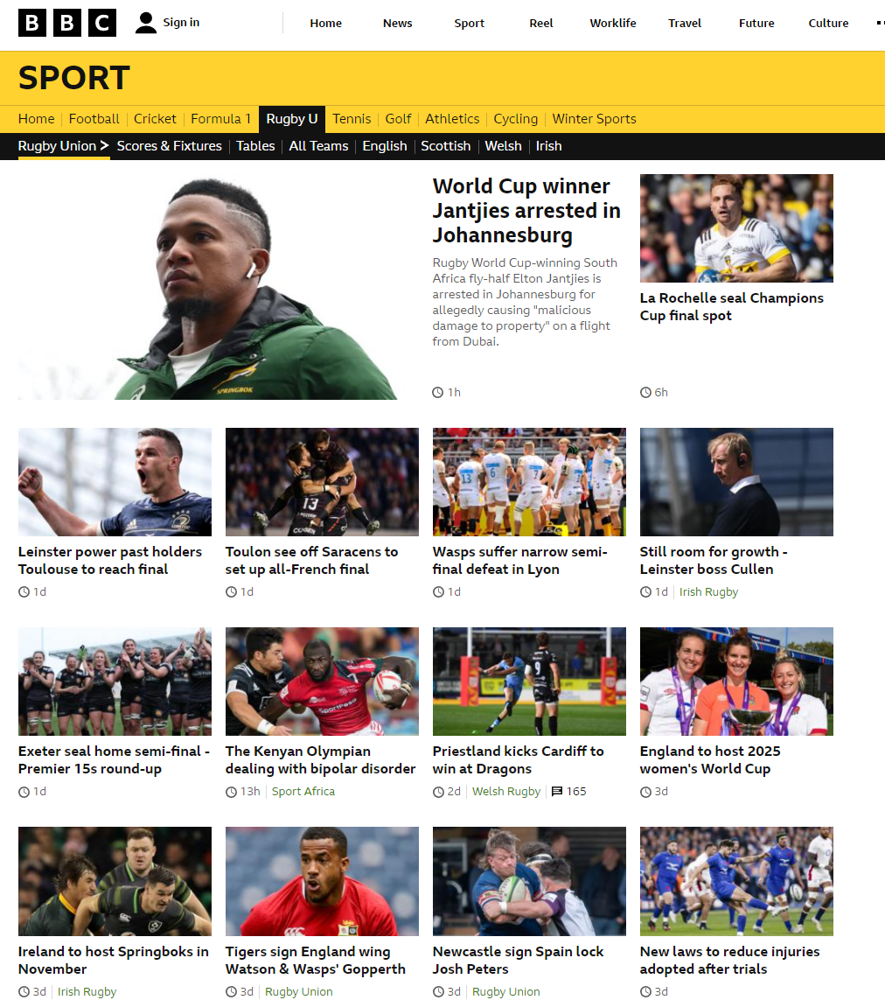 BBC
Sign in
Home
News
Sport
Reel
Worklife
Travel
Future
Culture
SPORT
Home
Football
Cricket
Formula 1
Rugby U
Tennis
Golf
Athletics
Cycling
Winter Sports
Rugby Union >
Scores & Fixtures
Tables
All Teams
English
Scottish
Welsh
Irish
SPRINGBOK
World Cup winner
Jantjies arrested in
Johannesburg
Rugby World Cup-winning South
Africa fly-half Elton Jantjies is
arrested in Johannesburg for
allegedly causing "malicious
damage to property" on a flight
from Dubai.
1h
La Rochelle seal Champions
Cup final spot
6h
Leinster power past holders
Toulouse to reach final
1d
13
Toulon see off Saracens to
set up all-French final
1d
13
6
7
Wasps suffer narrow semi-
final defeat in Lyon
1d
Still room for growth -
Leinster boss Cullen
1d
Irish Rugby
Exeter seal home semi-final -
Premier 15s round-up
1d
SportPesa
The Kenyan Olympian
dealing with bipolar disorder
13h
Sport Africa
9
Priestland kicks Cardiff to
win at Dragons
2d
Welsh Rugby
165
England to host 2025
women's World Cup
3d
Ireland to host Springboks in
November
3d
Irish Rugby
Tigers sign England wing
Watson & Wasps' Gopperth
3d
Rugby Union
Newcastle sign Spain lock
Josh Peters
3d
Rugby Union
New laws to reduce injuries
adopted after trials
3d